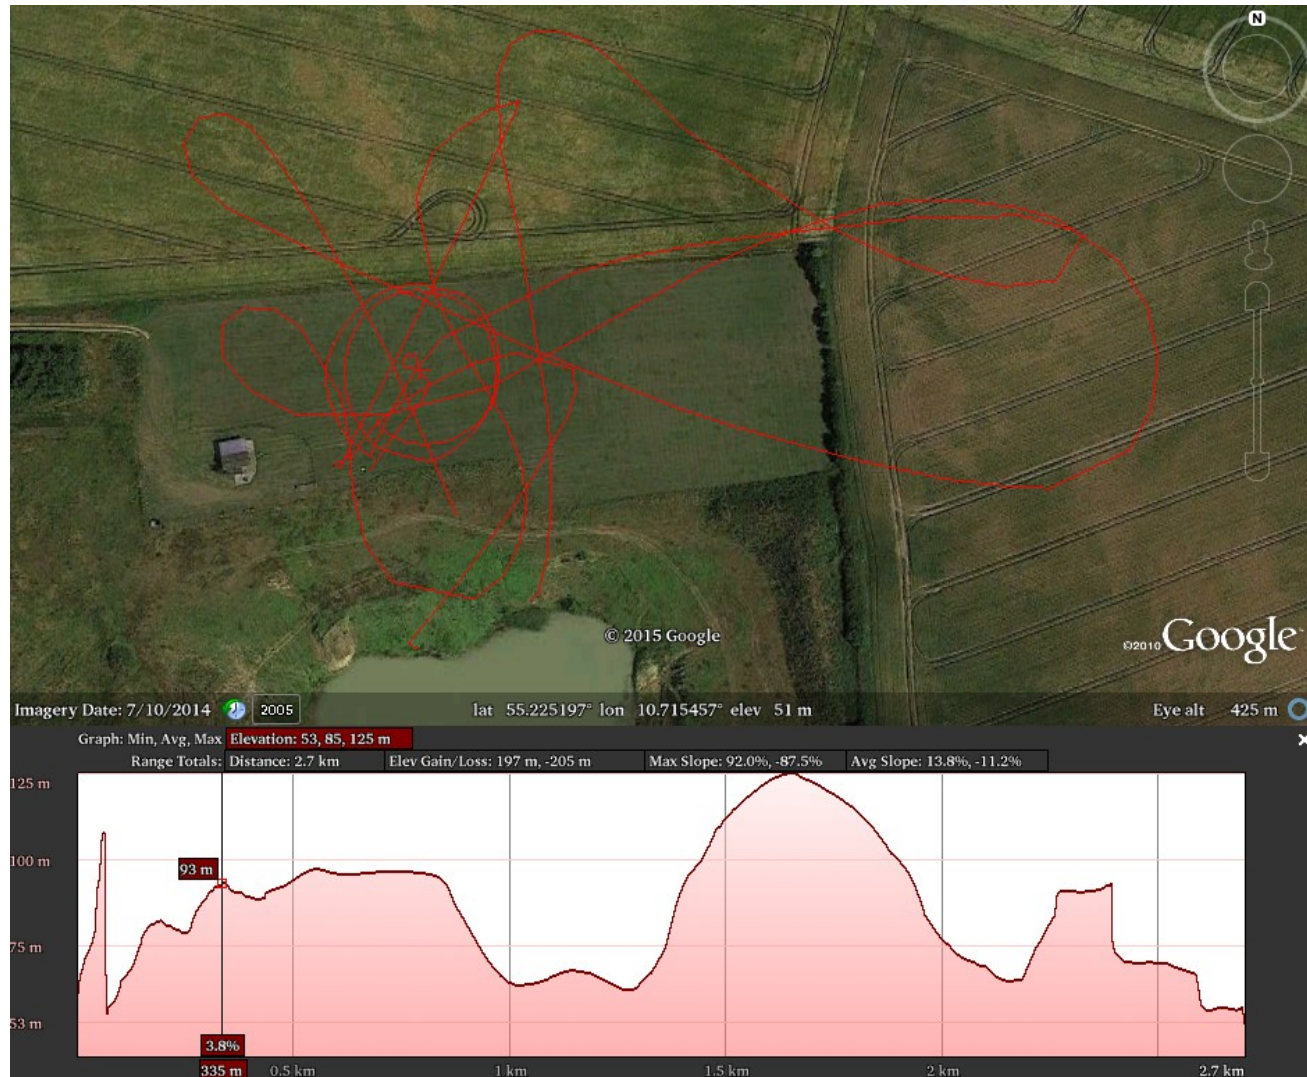 N
© 2015 Google
©2010 Google
Imagery Date: 7/10/2014 2005 lat 55.225197° lon 10.715457° elev 51 m Eye alt 425 m
Graph: Min, Avg, Max Elevation: 53, 85, 125 m
Range Totals: Distance: 2.7 km Elev Gain/Loss: 197 m, -205 m Max Slope: 92.0%, -87.5% Avg Slope: 13.8%, -11.2%
125 m
100 m
93 m
75 m
53 m
3.8%
335 m 0.5 km 1 km 1.5 km 2 km 2.7 km